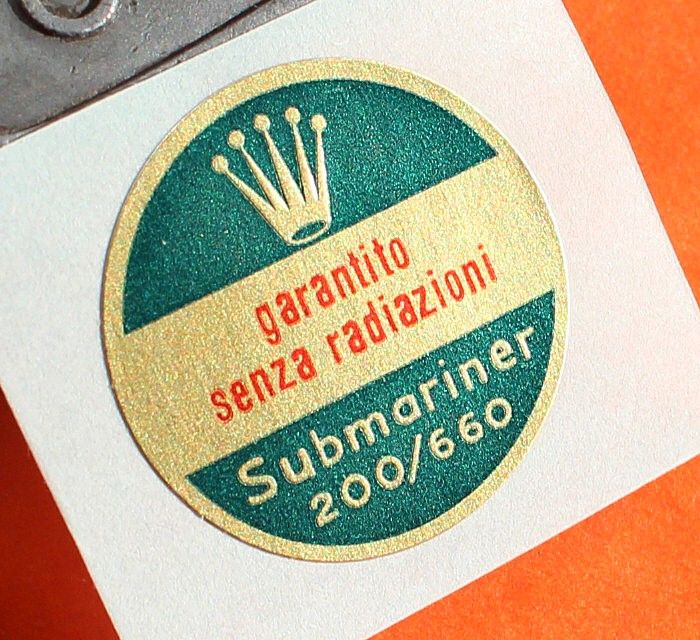 garantito
senza radiazioni
Submariner
200/660